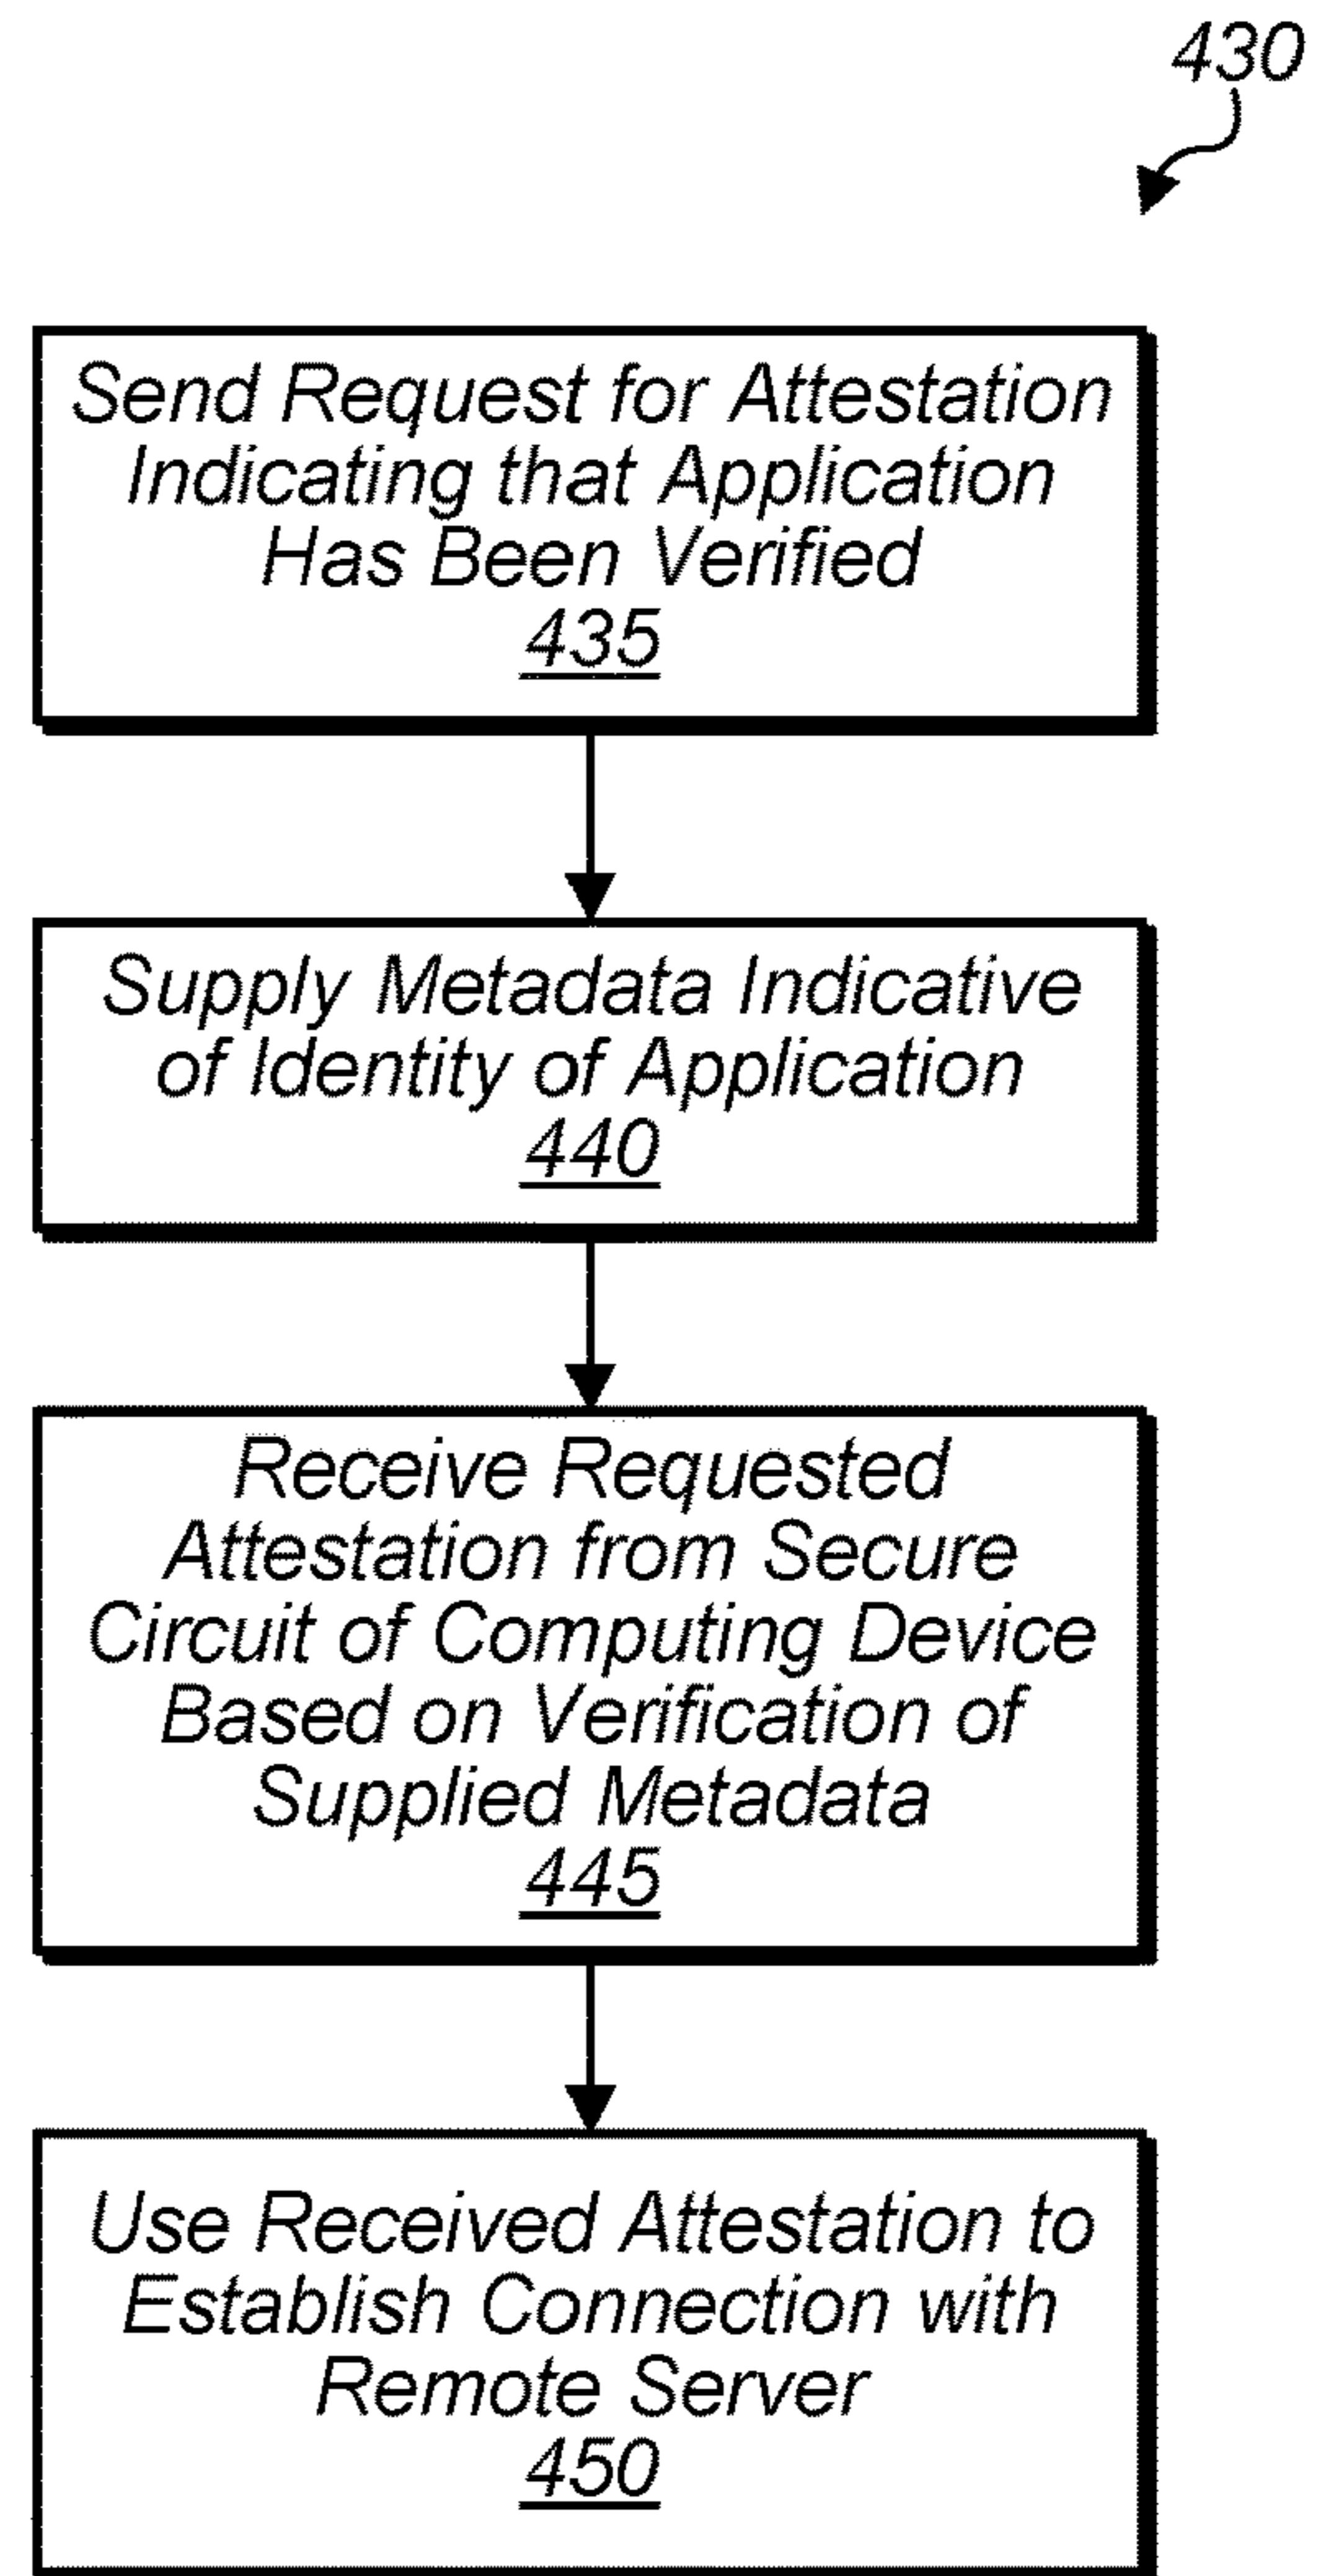 430
Send Request for Attestation
Indicating that Application
Has Been Verified
435
Supply Metadata Indicative
of Identity of Application
440
Receive Requested
Attestation from Secure
Circuit of Computing Device
Based on Verification of
Supplied Metadata
445
Use Received Attestation to
Establish Connection with
Remote Server
450